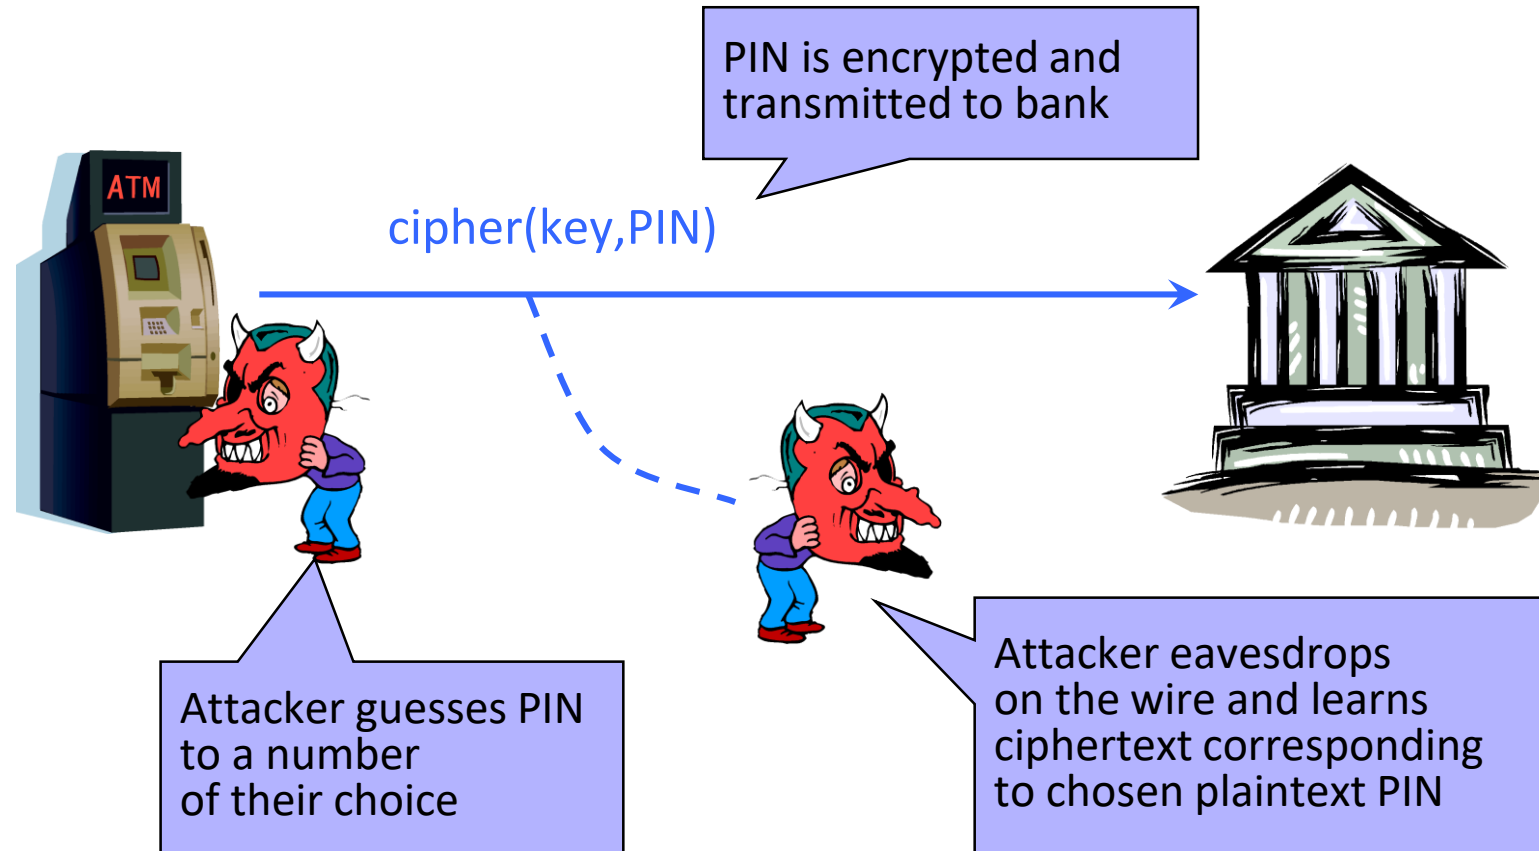 PIN is encrypted and
transmitted to bank
ATM
cipher(key,PIN)
Attacker guesses PIN
to a number
of their choice
Attacker eavesdrops
on the wire and learns
ciphertext corresponding
to chosen plaintext PIN